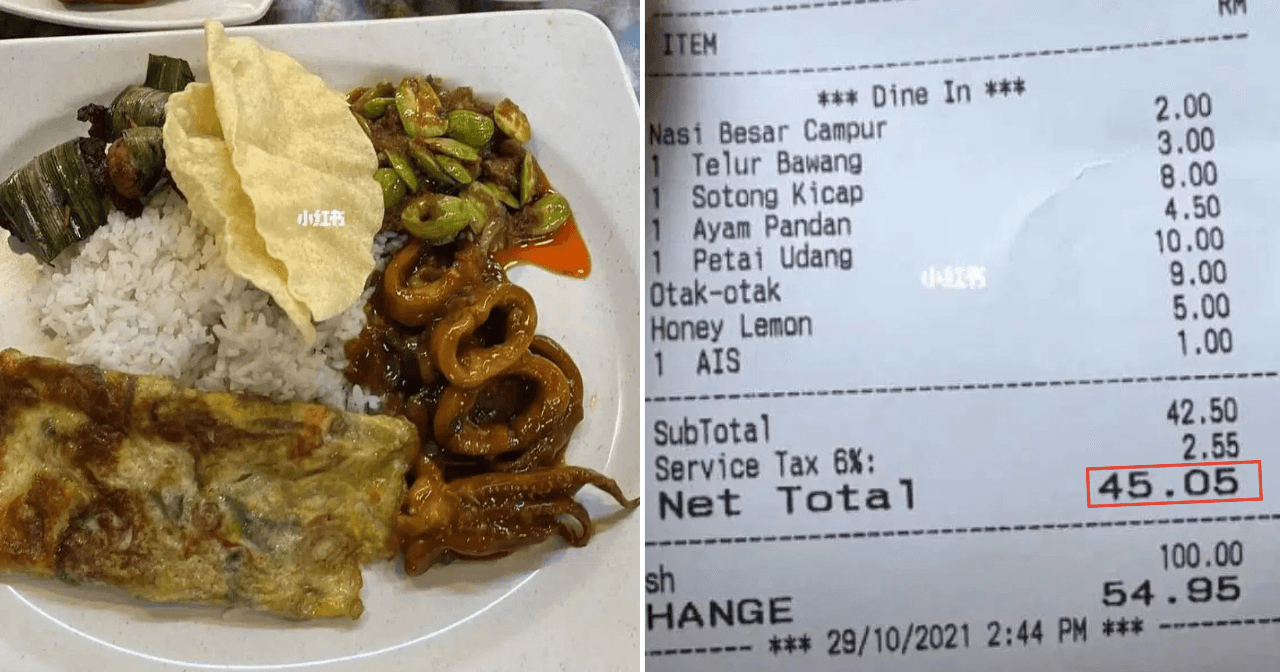 小红书
RM
ITEM
*** Dine In ***
Nasi Besar Campur 2.00
1 Telur Bawang 3.00
1 Sotong Kicap 8.00
1 Ayam Pandan 4.50
1 Petai Udang 10.00
Otak-otak 9.00
Honey Lemon 5.00
1 AIS 1.00
小红书
SubTotal 42.50
Service Tax 6%: 2.55
Net Total 45.05
sh 100.00
HANGE 54.95
*** 29/10/2021 2:44 PM ***